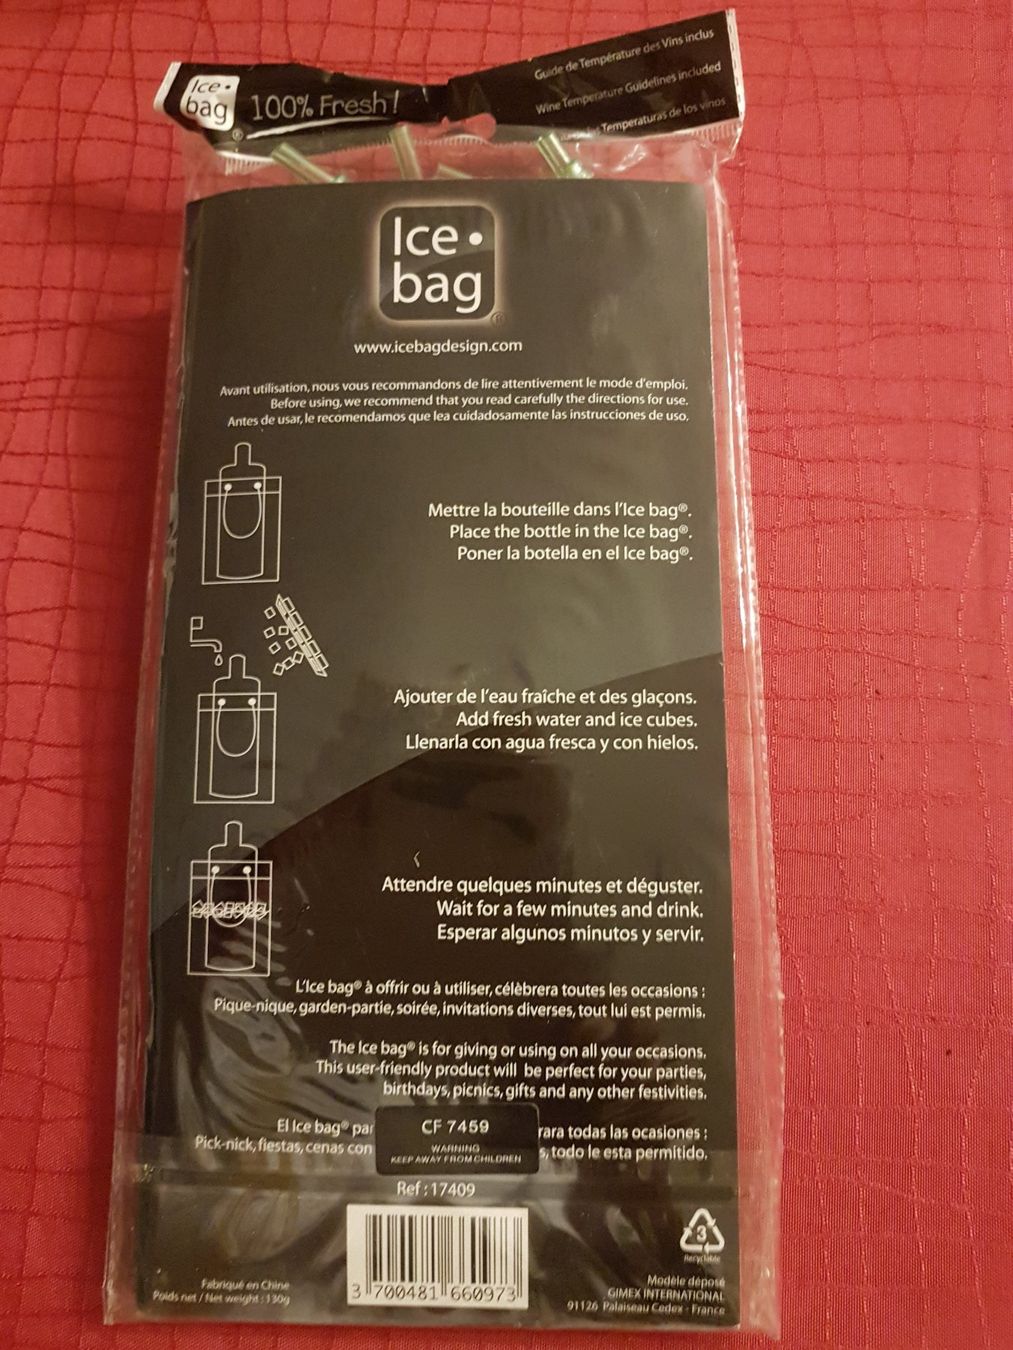 Ice•
bag
®
100% Fresh!
Guide de Température des Vins inclus
Wine Temperature Guidelines included
Temperaturas de los vinos
Ice•
bag
®
www.icebagdesign.com
Avant utilisation, nous vous recommandons de lire attentivement le mode d'emploi.
Before using, we recommend that you read carefully the directions for use.
Antes de usar, le recomendamos que lea cuidadosamente las instrucciones de uso.
Mettre la bouteille dans l'Ice bag®.
Place the bottle in the Ice bag®.
Poner la botella en el Ice bag®.
Ajouter de l'eau fraîche et des glaçons.
Add fresh water and ice cubes.
Llenarla con agua fresca y con hielos.
Attendre quelques minutes et déguster.
Wait for a few minutes and drink.
Esperar algunos minutos y servir.
L'Ice bag® à offrir ou à utiliser, célèbrera toutes les occasions :
Pique-nique, garden-partie, soirée, invitations diverses, tout lui est permis.
The Ice bag® is for giving or using on all your occasions.
This user-friendly product will be perfect for your parties,
birthdays, picnics, gifts and any other festivities.
El Ice bag® par rara todas las ocasiones :
Pick-nick, fiestas, cenas con s, todo le esta permitido.
CF 7459
WARNING
KEEP AWAY FROM CHILDREN
Ref : 17409
3 700481 660973
3
Recyclable
Fabriqué en Chine
Poids net / Net weight : 130g
Modèle déposé
GIMEX INTERNATIONAL
91126 Palaiseau Cedex - France